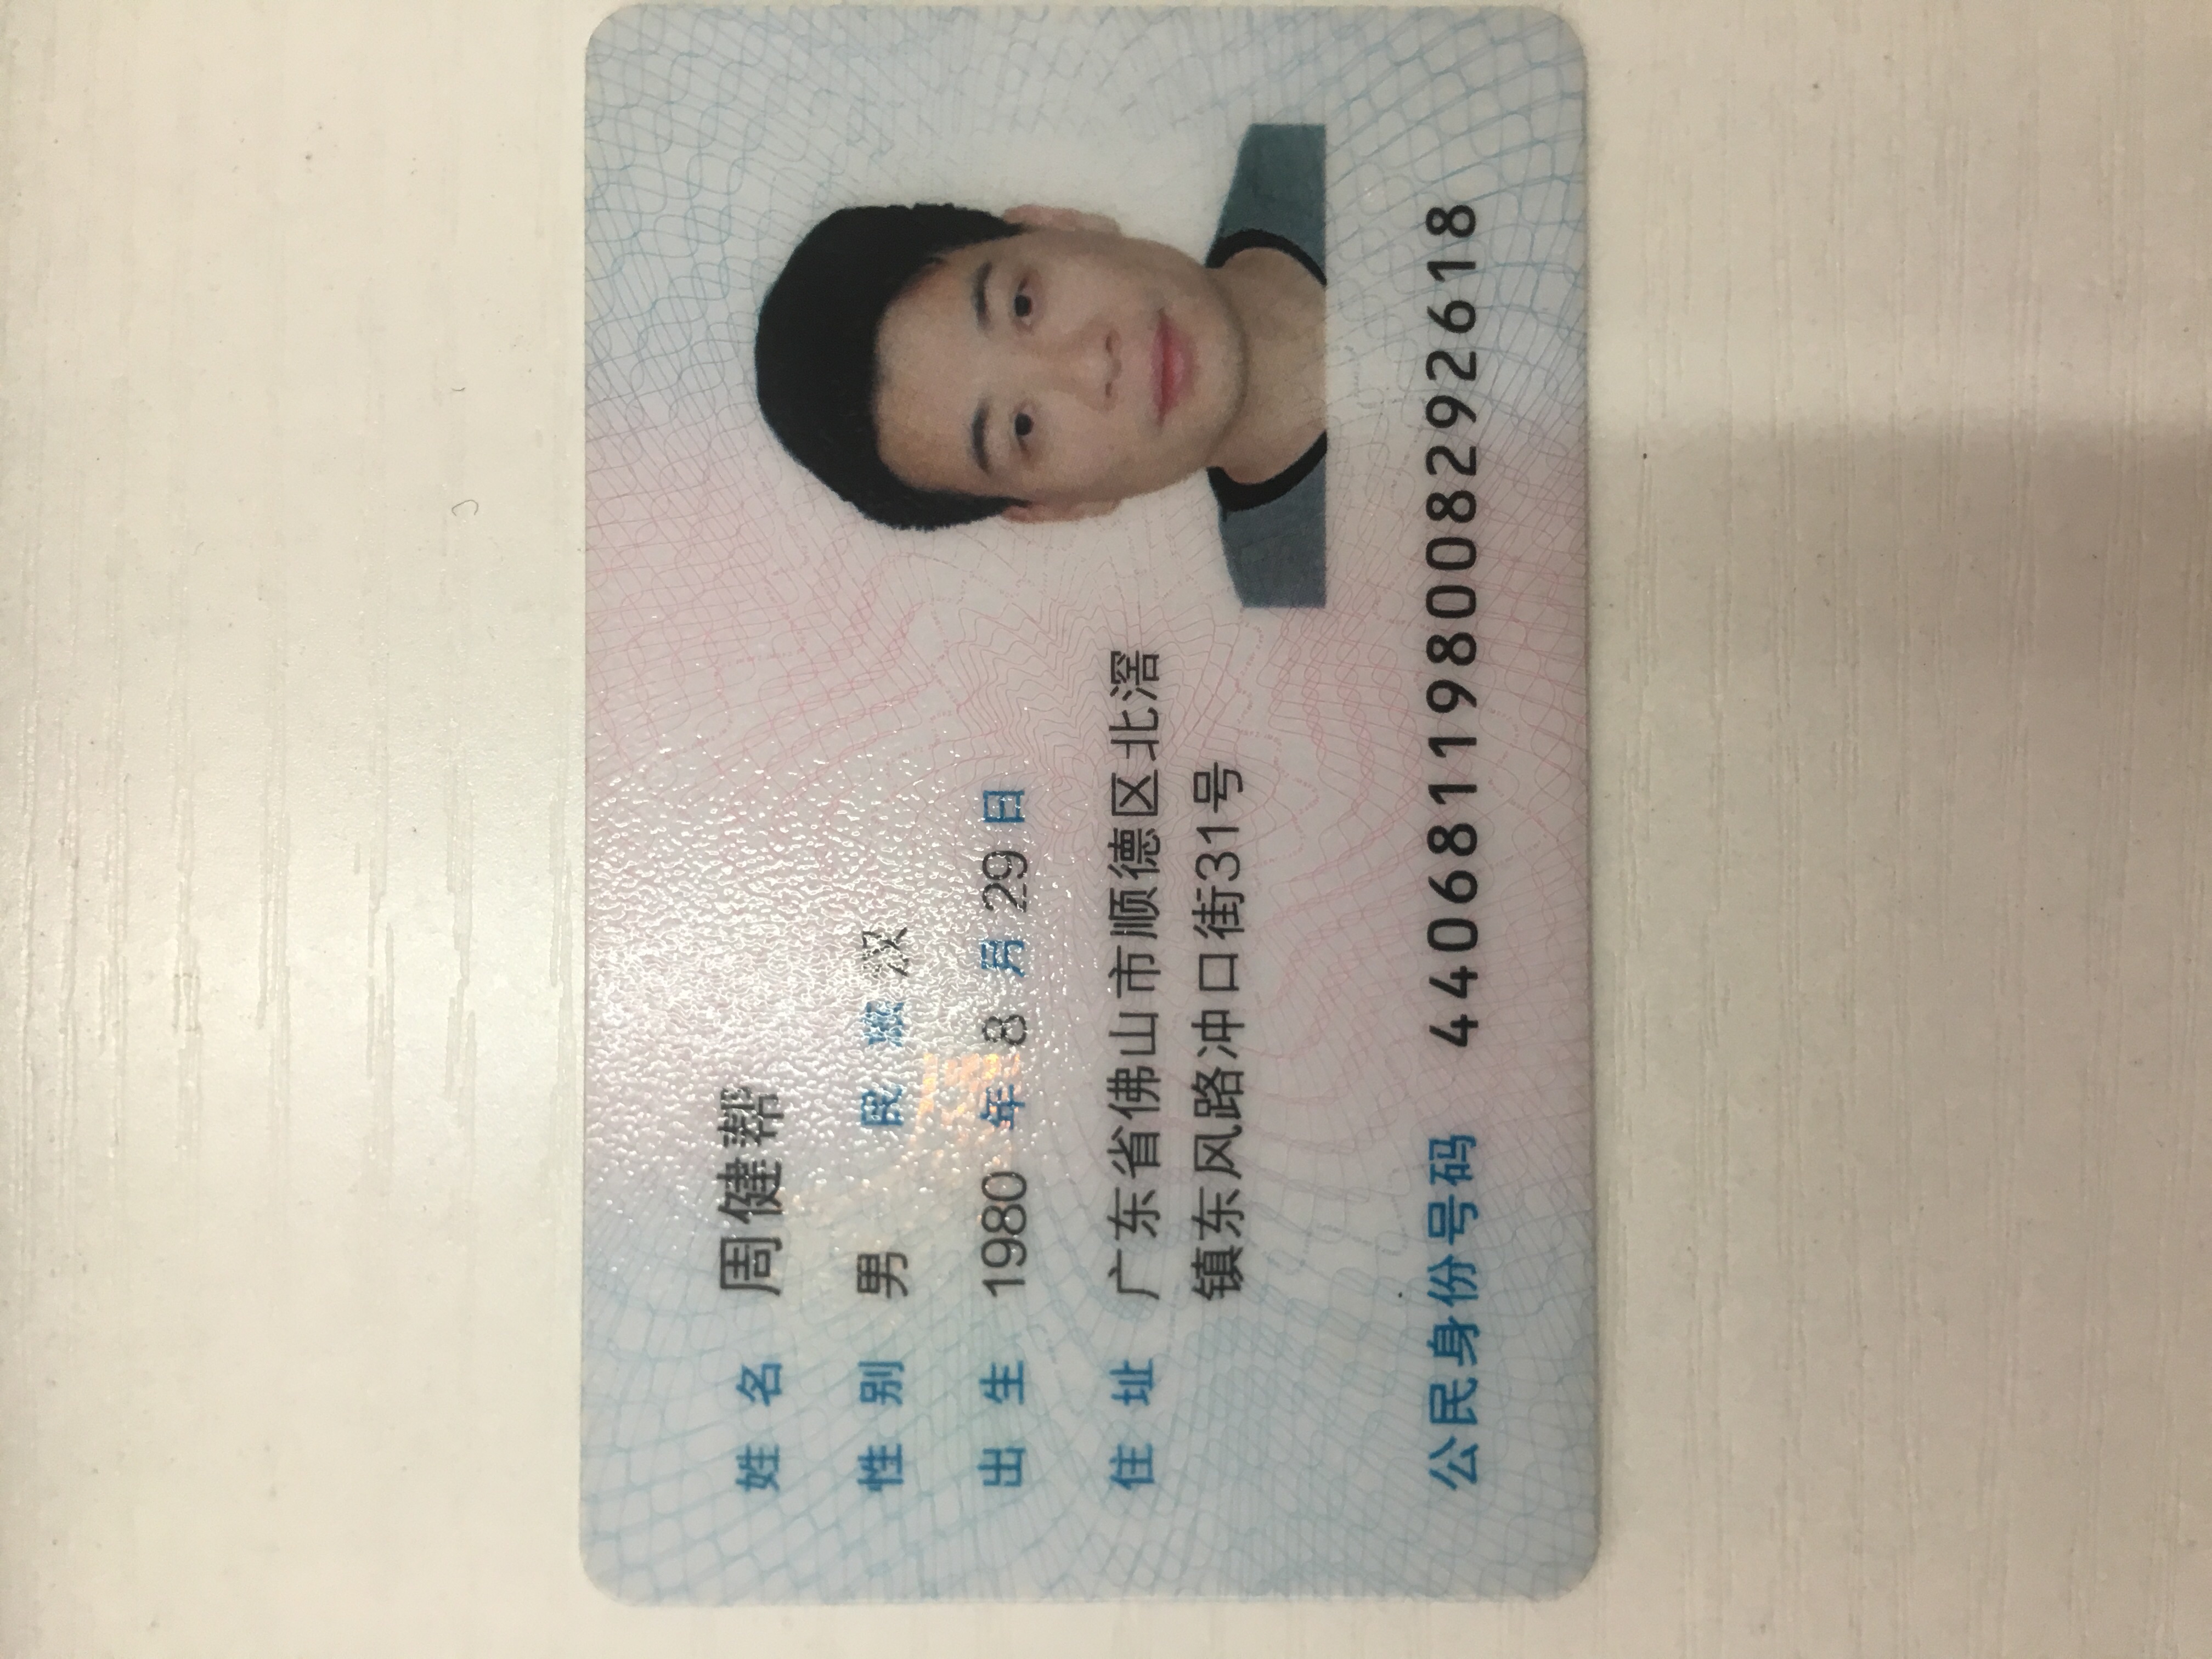 姓名 周健帮
性别 男 民族 汉
出生 1980 年 8 月 29 日
住址 广东省佛山市顺德区北滘
镇东风路冲口街31号
公民身份号码 440681198008292618